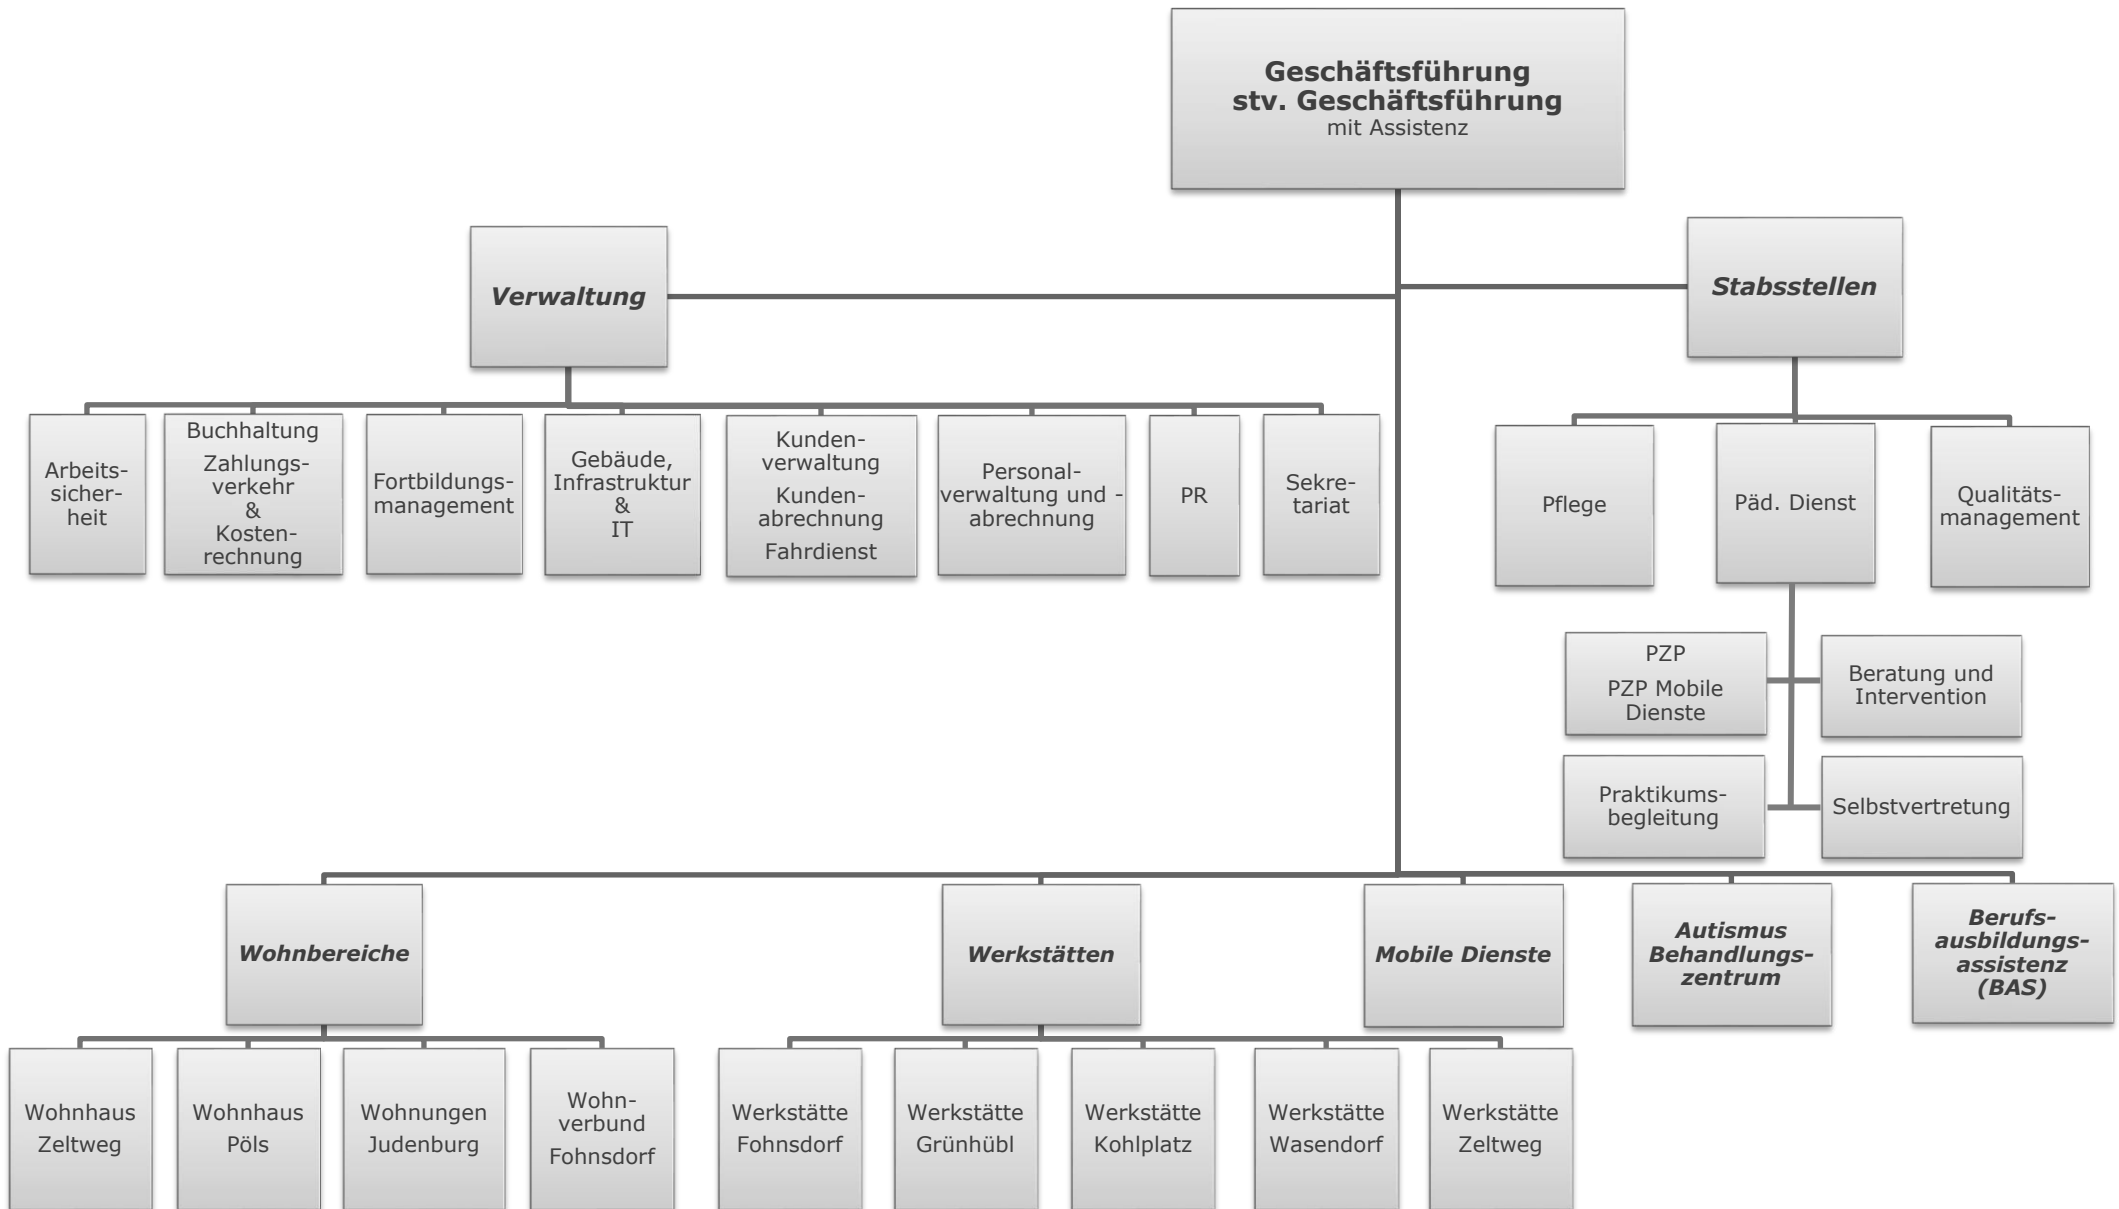 Geschäftsführung
stv. Geschäftsführung
mit Assistenz
Verwaltung
Stabsstellen
Arbeits-
sicher-
heit
Buchhaltung
Zahlungs-
verkehr
&
Kosten-
rechnung
Fortbildungs-
management
Gebäude,
Infrastruktur
&
IT
Kunden-
verwaltung
Kunden-
abrechnung
Fahrdienst
Personal-
verwaltung und -
abrechnung
PR
Sekre-
tariat
Pflege
Päd. Dienst
Qualitäts-
management
PZP
PZP Mobile
Dienste
Beratung und
Intervention
Praktikums-
begleitung
Selbstvertretung
Wohnbereiche
Werkstätten
Mobile Dienste
Autismus
Behandlungs-
zentrum
Berufs-
ausbildungs-
assistenz
(BAS)
Wohnhaus
Zeltweg
Wohnhaus
Pöls
Wohnungen
Judenburg
Wohn-
verbund
Fohnsdorf
Werkstätte
Fohnsdorf
Werkstätte
Grünhübl
Werkstätte
Kohlplatz
Werkstätte
Wasendorf
Werkstätte
Zeltweg